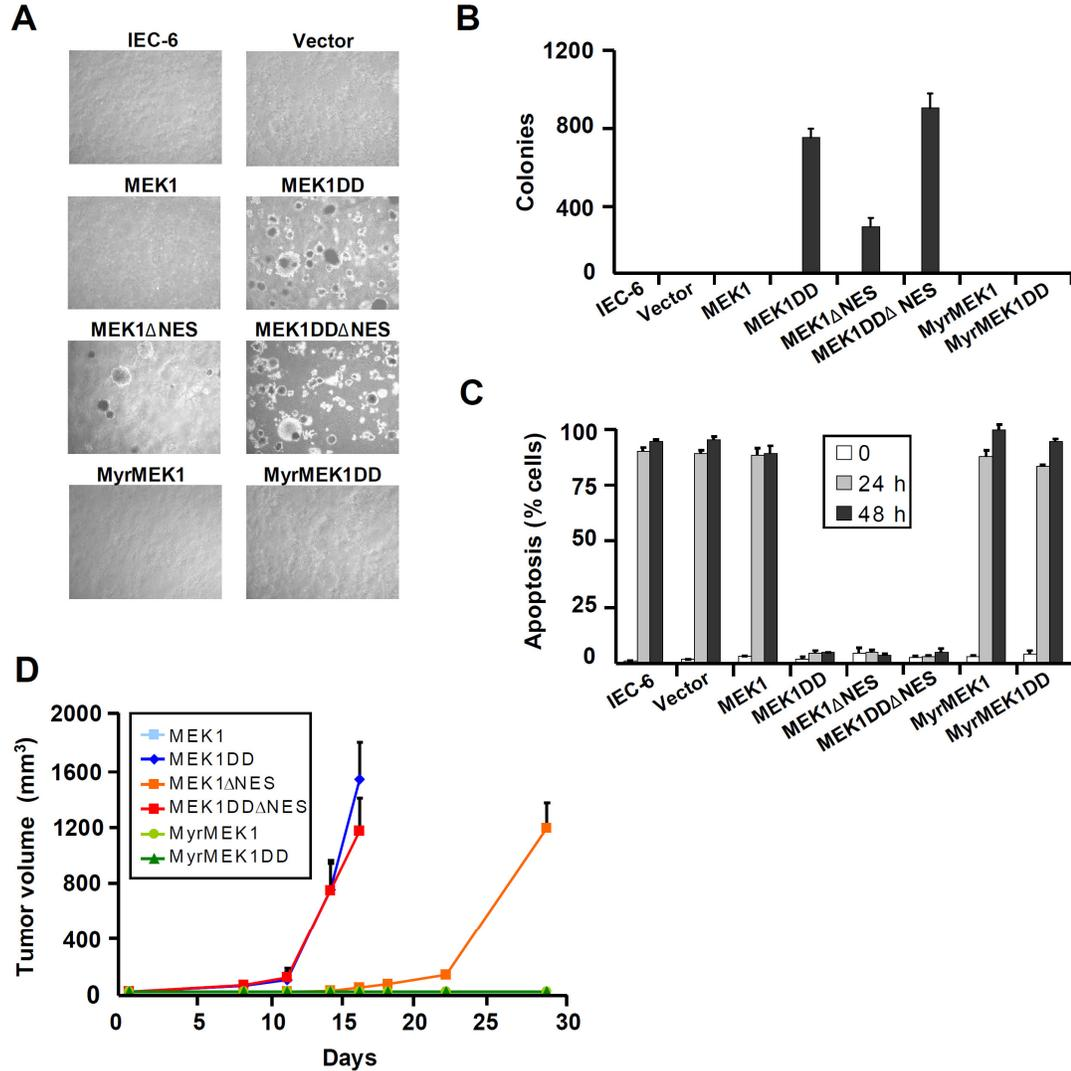 A
IEC-6 Vector
MEK1 MEK1DD
MEK1ΔNES MEK1DDΔNES
MyrMEK1 MyrMEK1DD
B
Colonies
1200
800
400
0
IEC-6 Vector MEK1 MEK1DD MEK1ΔNES MEK1DDΔ NES MyrMEK1 MyrMEK1DD
C
Apoptosis (% cells)
100
75
50
25
0
0
24 h
48 h
IEC-6 Vector MEK1 MEK1DD MEK1ΔNES MEK1DDΔNES MyrMEK1 MyrMEK1DD
D
Tumor volume (mm³)
2000
1600
1200
800
400
0
MEK1
MEK1DD
MEK1ΔNES
MEK1DDΔNES
MyrMEK1
MyrMEK1DD
0 5 10 15 20 25 30
Days